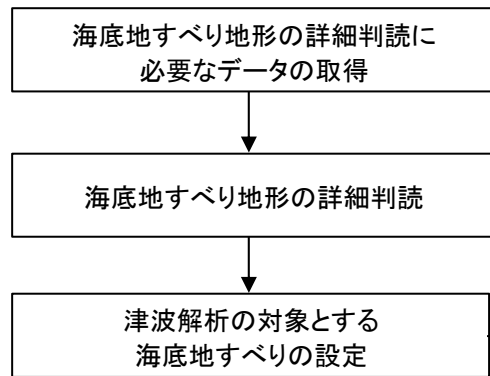 海底地すべり地形の詳細判読に
必要なデータの取得
海底地すべり地形の詳細判読
津波解析の対象とする
海底地すべりの設定